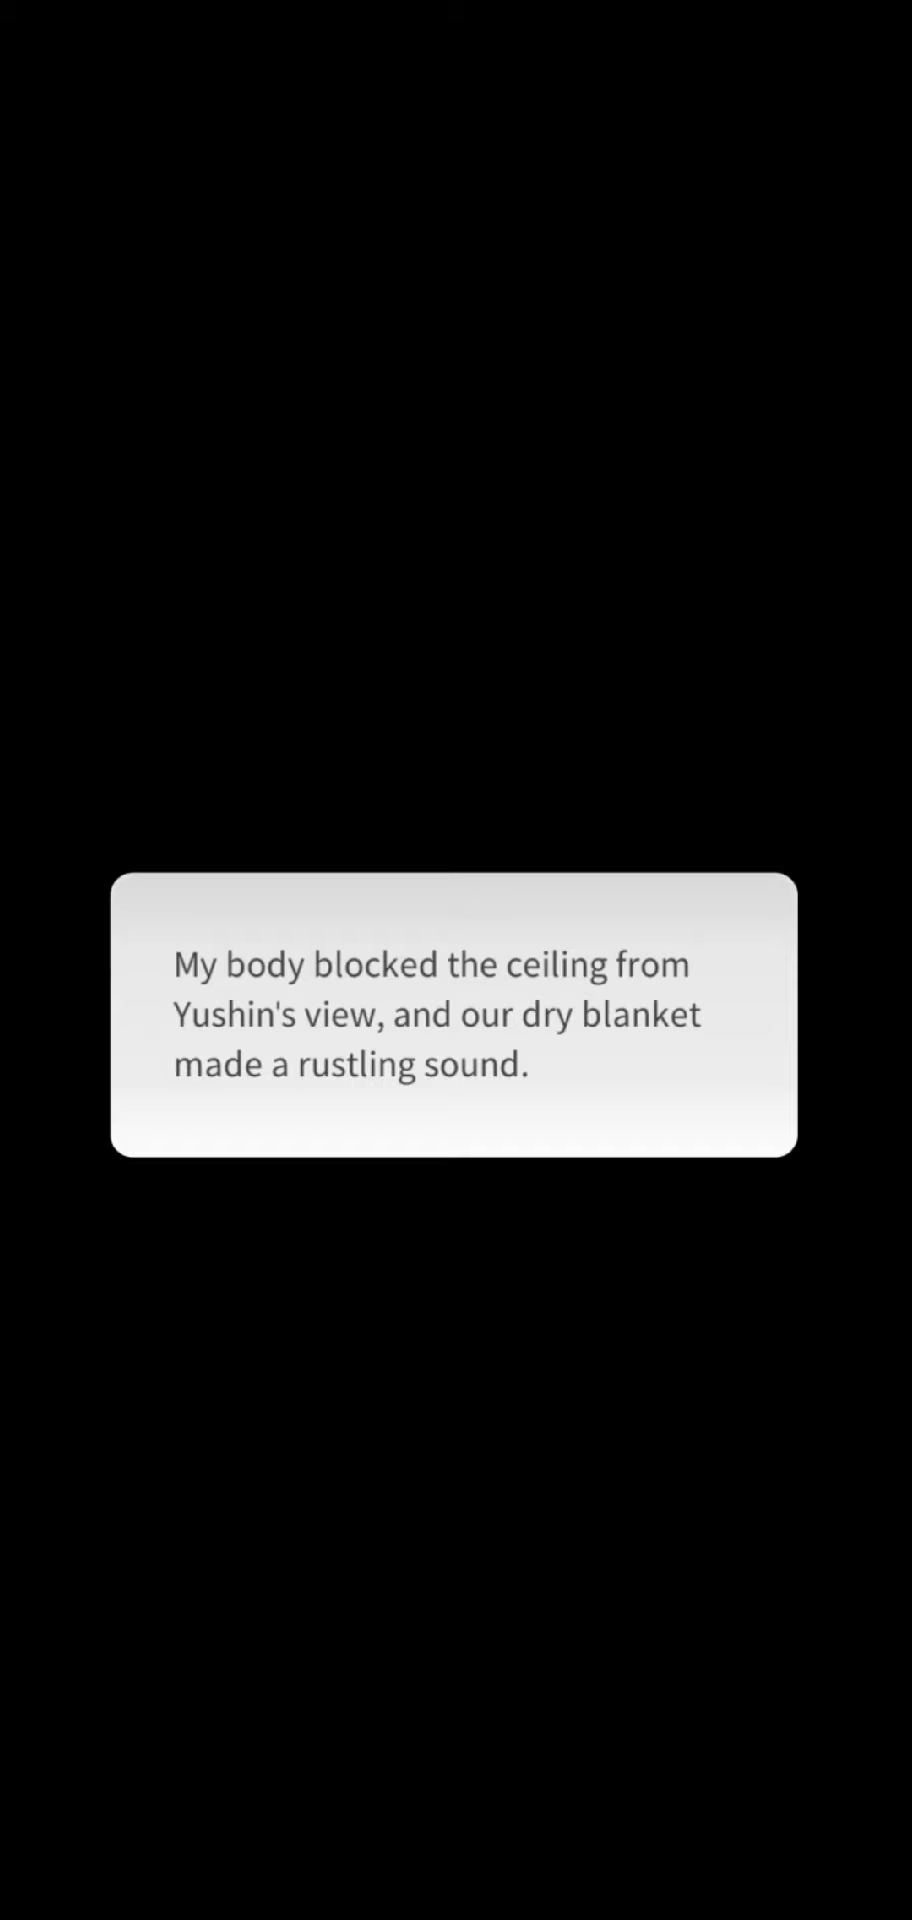 My body blocked the ceiling from
Yushin's view, and our dry blanket
made a rustling sound.